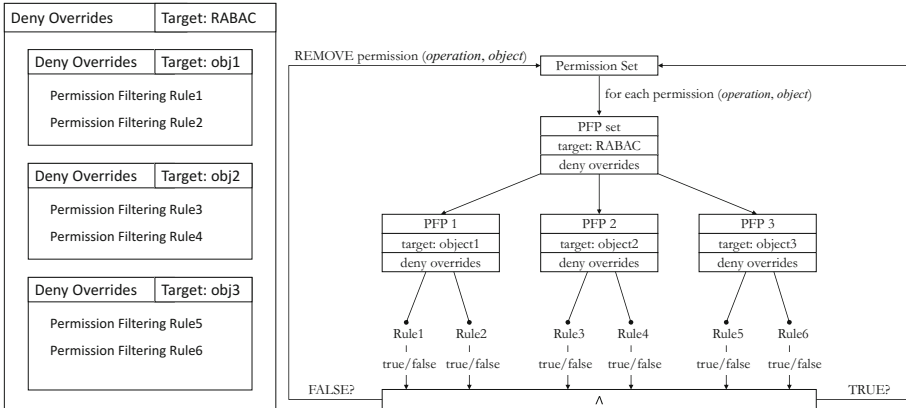 Deny Overrides Target: RABAC
Deny Overrides Target: obj1
Permission Filtering Rule1
Permission Filtering Rule2
Deny Overrides Target: obj2
Permission Filtering Rule3
Permission Filtering Rule4
Deny Overrides Target: obj3
Permission Filtering Rule5
Permission Filtering Rule6
REMOVE permission (operation, object)
Permission Set
for each permission (operation, object)
PFP set
target: RABAC
deny overrides
PFP 1 PFP 2 PFP 3
target: object1 target: object2 target: object3
deny overrides deny overrides deny overrides
Rule1 Rule2 Rule3 Rule4 Rule5 Rule6
true/false true/false true/false true/false true/false true/false
FALSE? TRUE?
∧